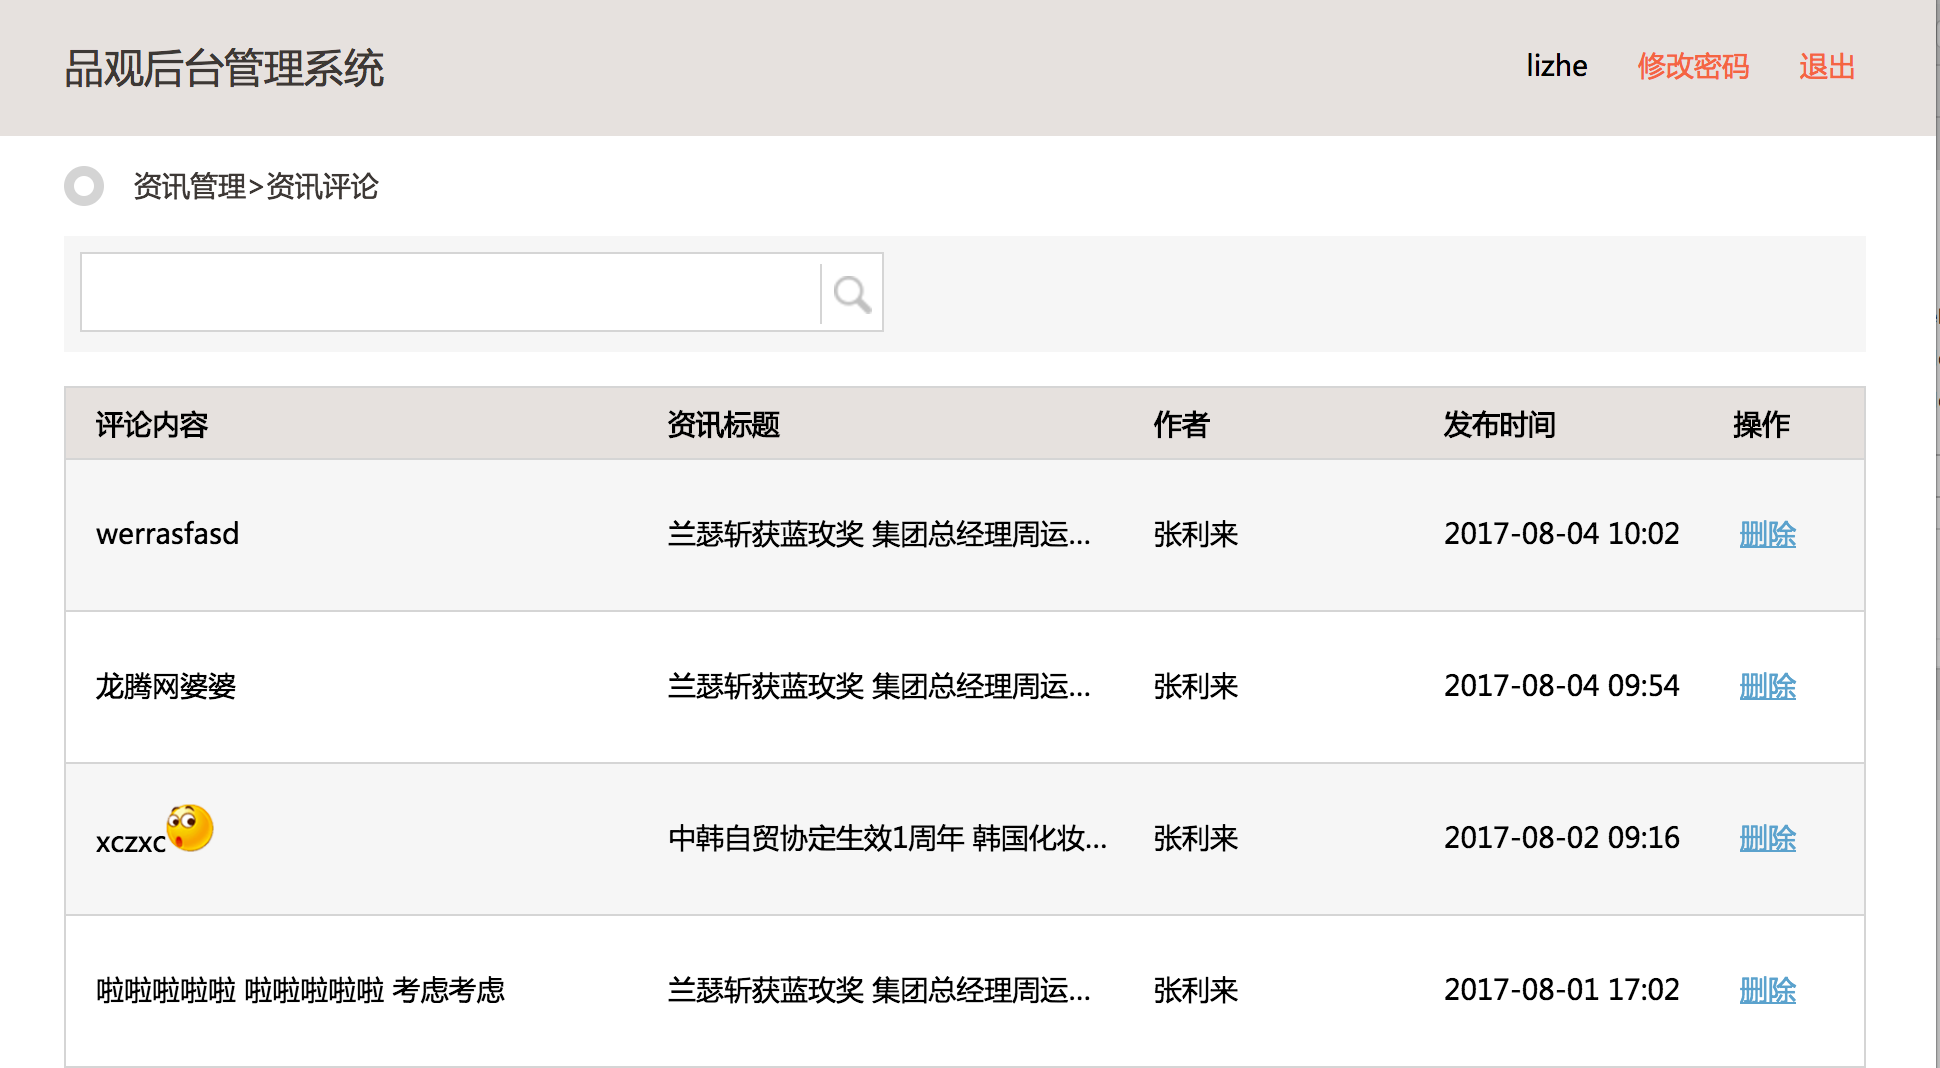 品观后台管理系统 lizhe 修改密码 退出
资讯管理>资讯评论
评论内容 资讯标题 作者 发布时间 操作
werrasfasd 兰瑟斩获蓝玫奖 集团总经理周运... 张利来 2017-08-04 10:02 删除
龙腾网婆婆 兰瑟斩获蓝玫奖 集团总经理周运... 张利来 2017-08-04 09:54 删除
xczxc 中韩自贸协定生效1周年 韩国化妆... 张利来 2017-08-02 09:16 删除
啦啦啦啦啦 啦啦啦啦啦 考虑考虑 兰瑟斩获蓝玫奖 集团总经理周运... 张利来 2017-08-01 17:02 删除